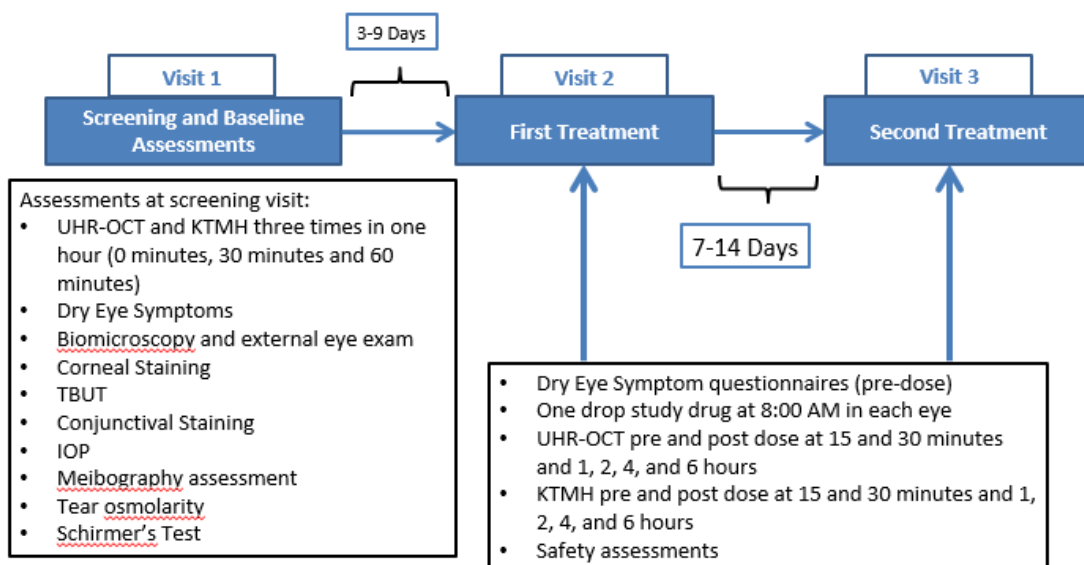 3-9 Days
Visit 1
Visit 2
Visit 3
Screening and Baseline
Assessments
First Treatment
Second Treatment
7-14 Days
Assessments at screening visit:
• UHR-OCT and KTMH three times in one
hour (0 minutes, 30 minutes and 60
minutes)
• Dry Eye Symptoms
• Biomicroscopy and external eye exam
• Corneal Staining
• TBUT
• Conjunctival Staining
• IOP
• Meibography assessment
• Tear osmolarity
• Schirmer's Test
• Dry Eye Symptom questionnaires (pre-dose)
• One drop study drug at 8:00 AM in each eye
• UHR-OCT pre and post dose at 15 and 30 minutes
and 1, 2, 4, and 6 hours
• KTMH pre and post dose at 15 and 30 minutes and 1,
2, 4, and 6 hours
• Safety assessments